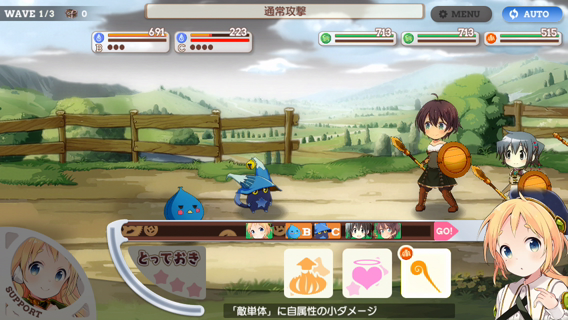 WAVE 1/3
0
通常攻撃
MENU
AUTO
B
691
C
223
713
713
515
B
C
GO!
SUPPORT
とっておき
「敵単体」に自属性の小ダメージ